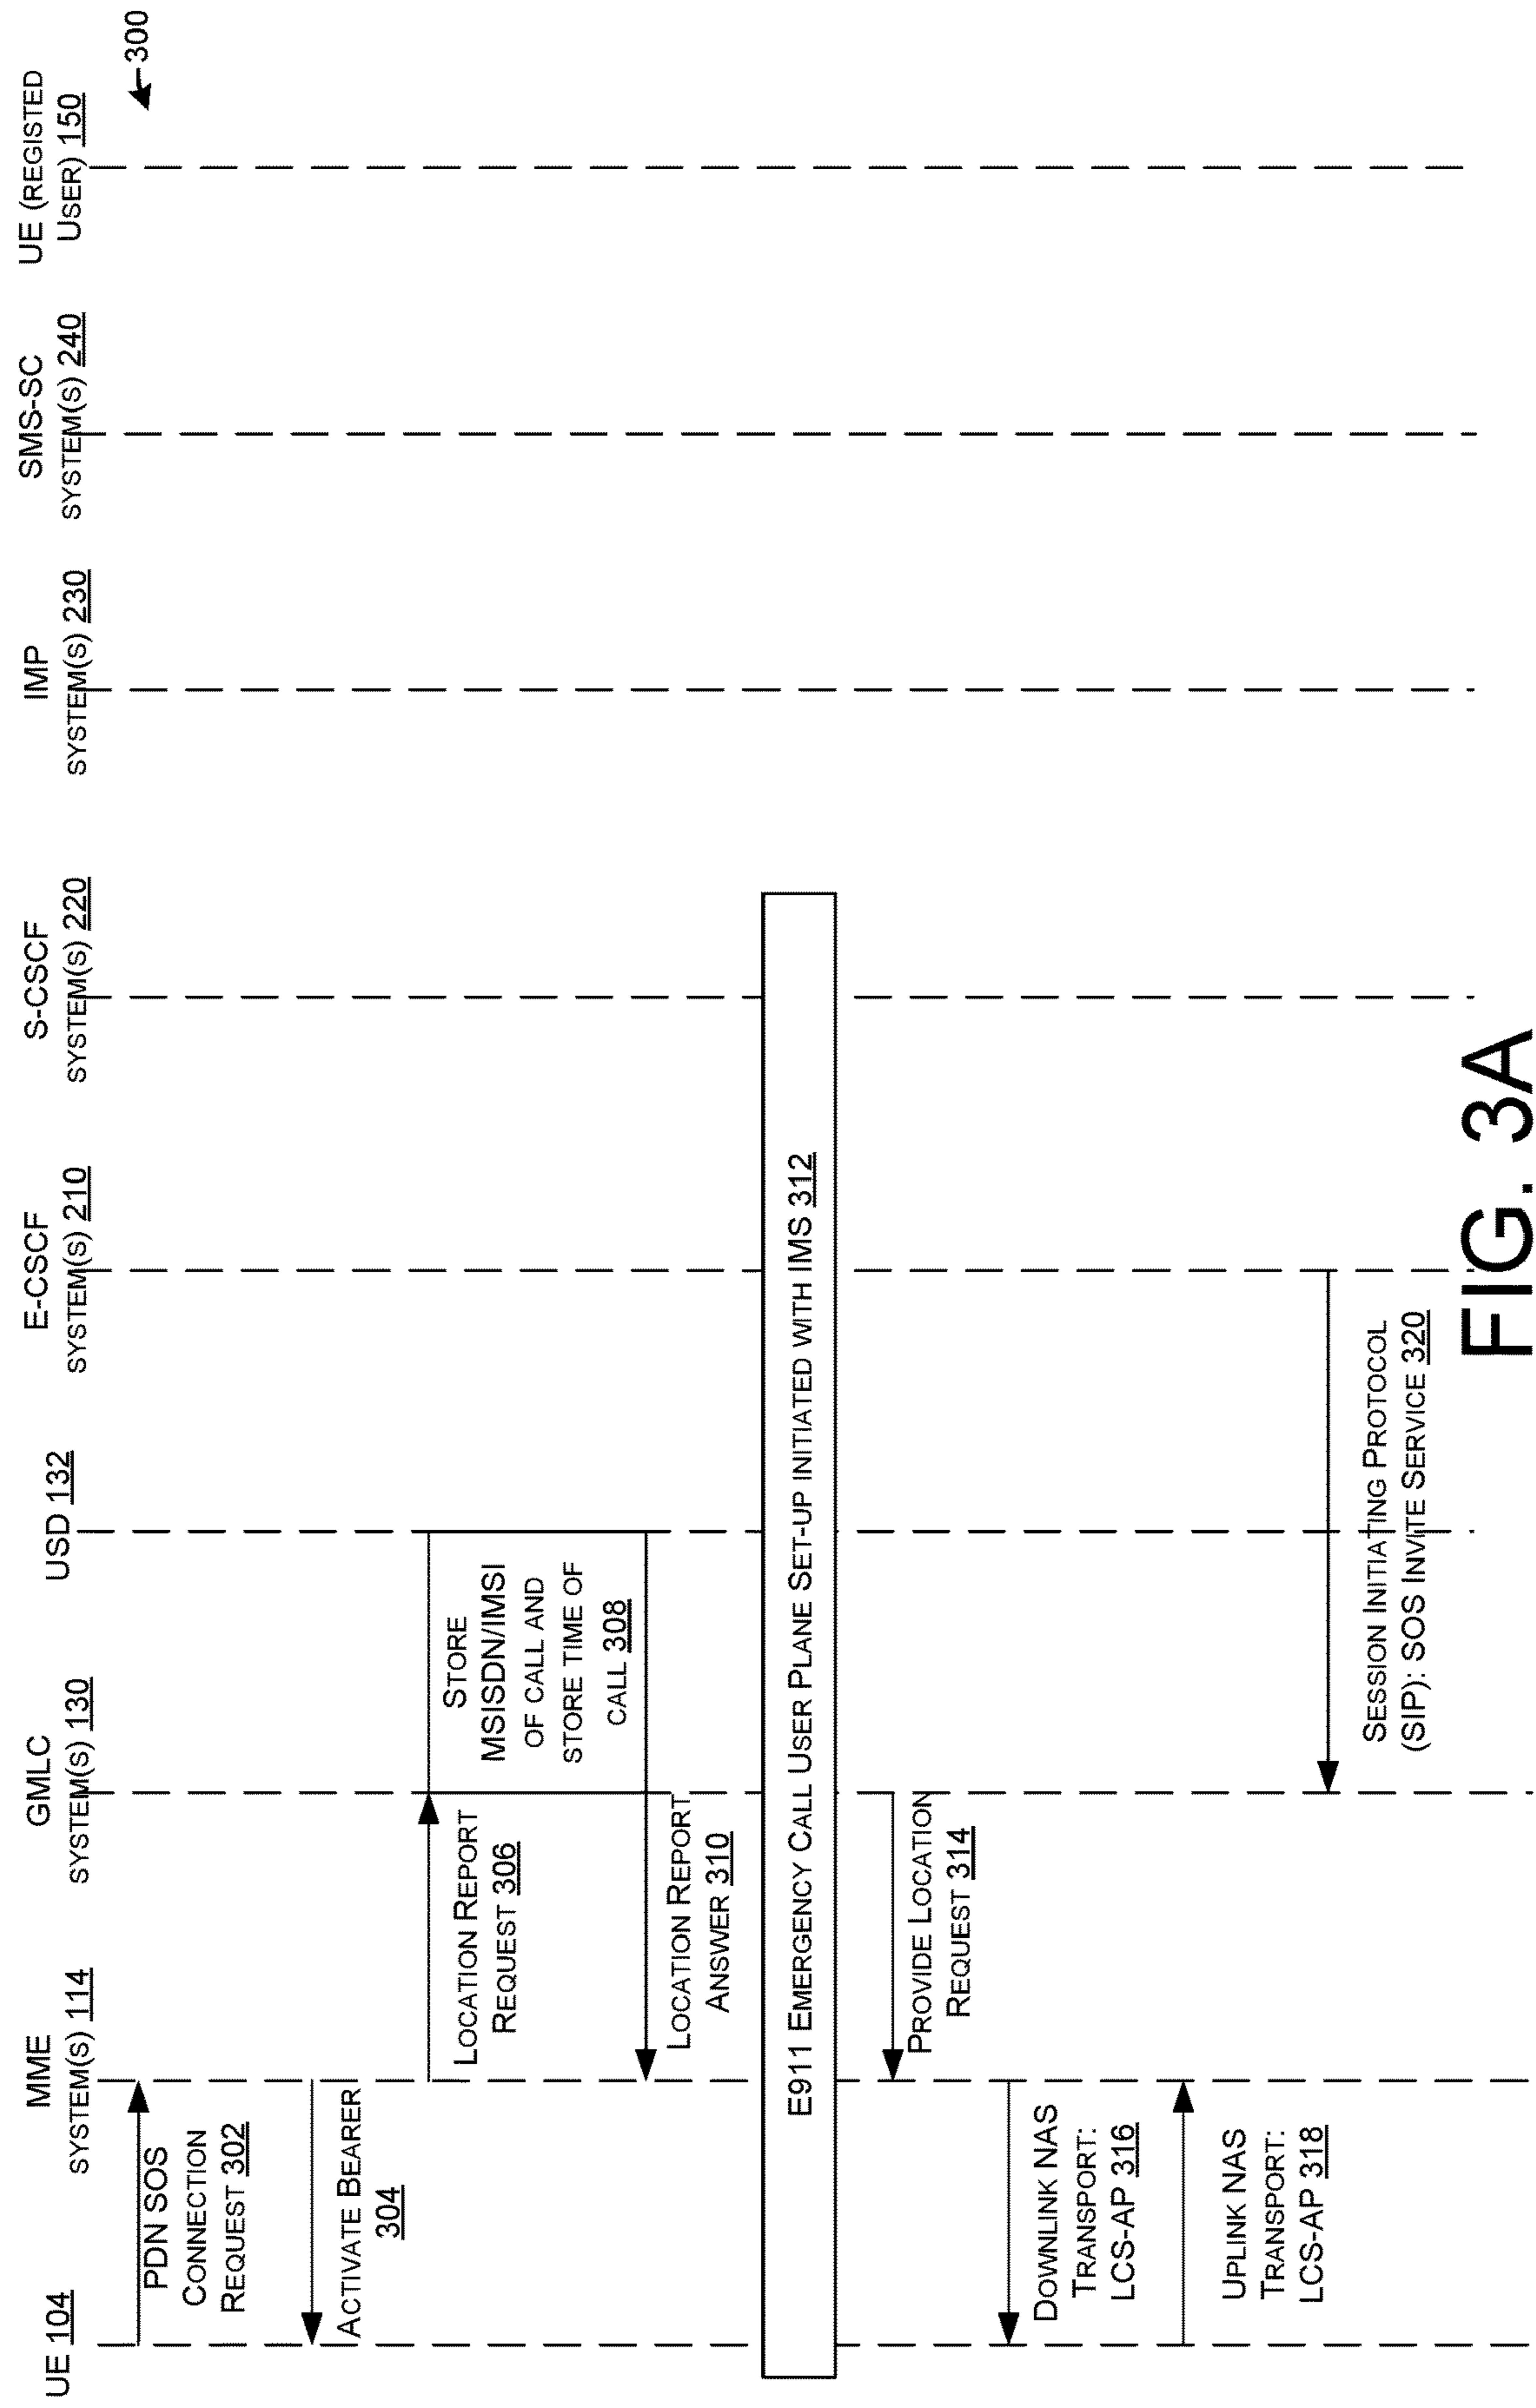 300
UE 104
MME
SYSTEM(S) 114
GMLC
SYSTEM(S) 130
USD 132
E-CSCF
SYSTEM(S) 210
S-CSCF
SYSTEM(S) 220
IMP
SYSTEM(S) 230
SMS-SC
SYSTEM(S) 240
UE (REGISTED
USER) 150
PDN SOS
CONNECTION
REQUEST 302
ACTIVATE BEARER
304
LOCATION REPORT
REQUEST 306
STORE
MSISDN/IMSI
OF CALL AND
STORE TIME OF
CALL 308
LOCATION REPORT
ANSWER 310
E911 EMERGENCY CALL USER PLANE SET-UP INITIATED WITH IMS 312
PROVIDE LOCATION
REQUEST 314
DOWNLINK NAS
TRANSPORT:
LCS-AP 316
UPLINK NAS
TRANSPORT:
LCS-AP 318
SESSION INITIATING PROTOCOL
(SIP): SOS INVITE SERVICE 320
FIG. 3A